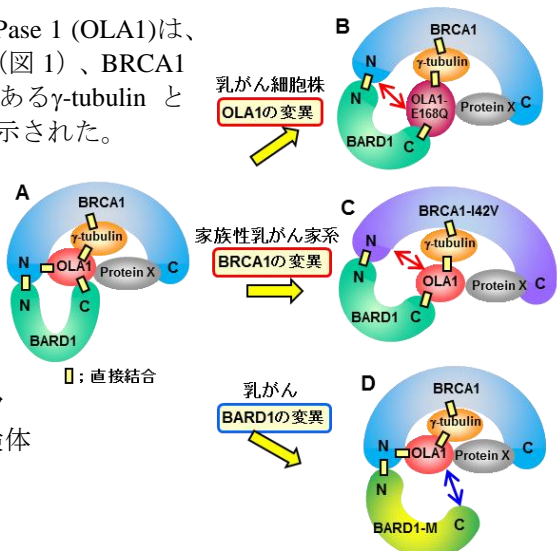 Pase 1 (OLA1)は、
（図 1）、BRCA1
あるγ-tubulin と
示された。
乳がん細胞株
OLA1の変異
B
BRCA1
γ-tubulin
N
N
OLA1-
E168Q
Protein X
C
BARD1
C
A
BRCA1
γ-tubulin
N
OLA1
Protein X
C
N
C
BARD1
；直接結合
家族性乳がん家系
BRCA1の変異
C
BRCA1-I42V
γ-tubulin
N
N
OLA1
Protein X
C
BARD1
C
体
乳がん
BARD1の変異
D
BRCA1
γ-tubulin
N
OLA1
Protein X
C
N
BARD1-M
C